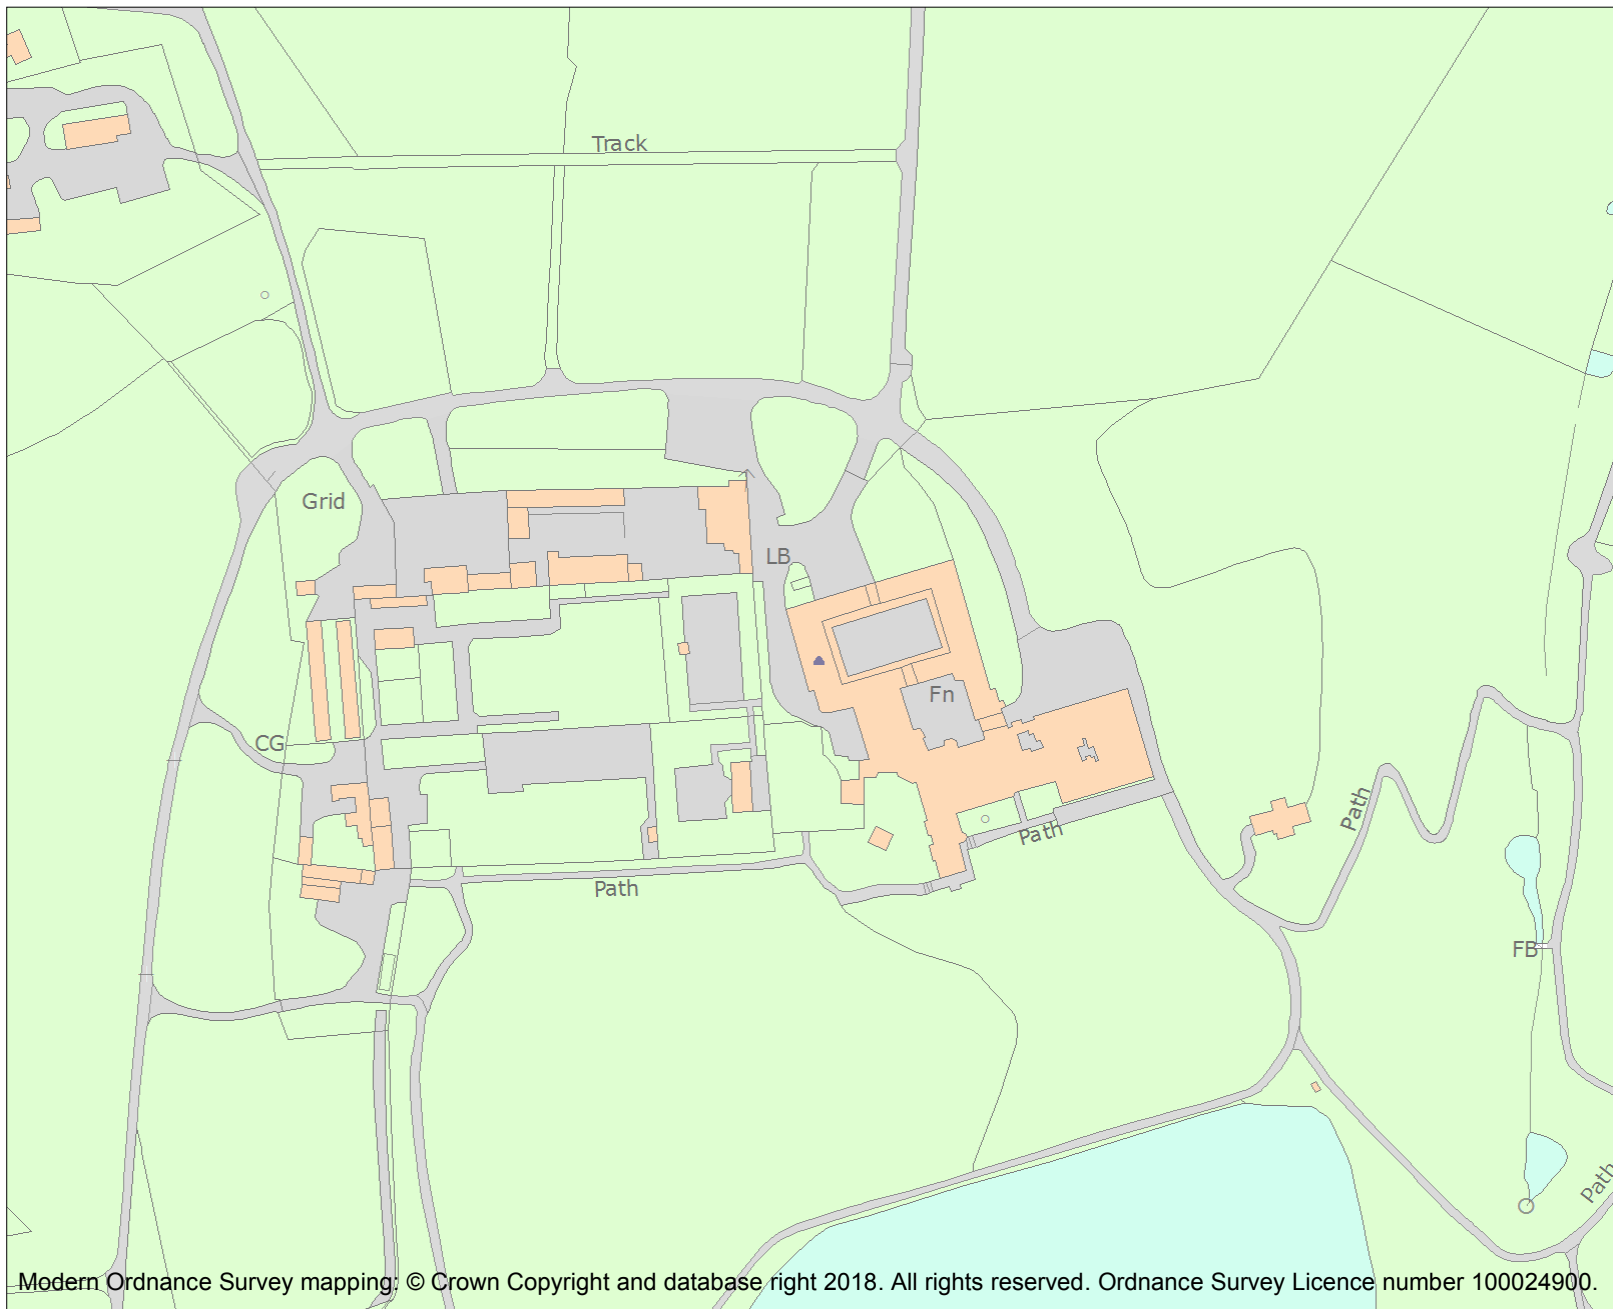 Track
Grid
LB
Fn
CG
Path
Path
Path
FB
Path
Modern Ordnance Survey mapping: © Crown Copyright and database right 2018. All rights reserved. Ordnance Survey Licence number 100024900.